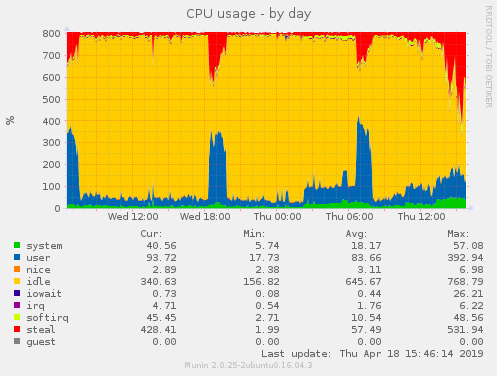 CPU usage - by day
RRDTOOL / TOBI OETIKER
%
800
700
600
500
400
300
200
100
0
Wed 12:00 Wed 18:00 Thu 00:00 Thu 06:00 Thu 12:00
Cur: Min: Avg: Max:
system 40.56 5.74 18.17 57.08
user 93.72 17.73 83.66 392.94
nice 2.89 2.38 3.11 6.98
idle 340.63 156.82 645.67 768.79
iowait 0.73 0.08 0.44 26.21
irq 4.71 0.54 1.76 6.22
softirq 45.45 2.71 10.54 48.56
steal 428.41 1.99 57.49 531.94
guest 0.00 0.00 0.00 0.00
Last update: Thu Apr 18 15:46:14 2019
Munin 2.0.25-2ubuntu0.16.04.3